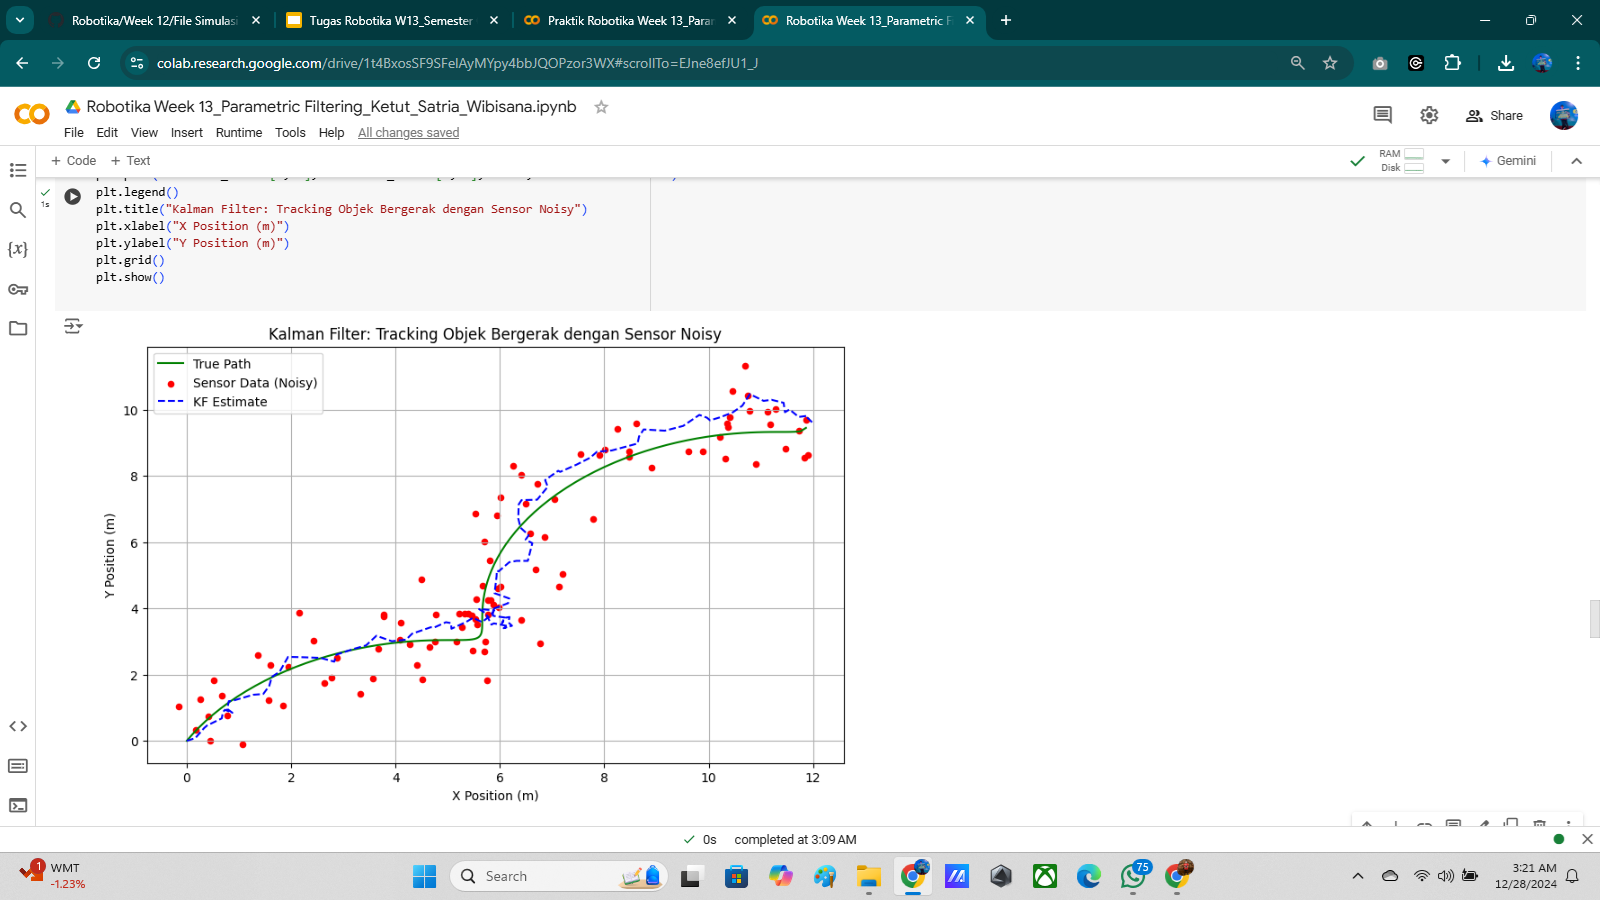 Robotika/Week 12/File Simulas
Tugas Robotika W13_Semester
Praktik Robotika Week 13_Para
Robotika Week 13_Parametric F
colab.research.google.com/drive/1t4BxosSF9SFelAyMYpy4bbJQOPzor3WX#scrollTo=EJne8efJU1_J
Robotika Week 13_Parametric Filtering_Ketut_Satria_Wibisana.ipynb
File Edit View Insert Runtime Tools Help All changes saved
Share
+ Code + Text
RAM
Disk
Gemini
1s
plt.legend()
plt.title("Kalman Filter: Tracking Objek Bergerak dengan Sensor Noisy")
plt.xlabel("X Position (m)")
plt.ylabel("Y Position (m)")
plt.grid()
plt.show()
Kalman Filter: Tracking Objek Bergerak dengan Sensor Noisy
True Path
Sensor Data (Noisy)
KF Estimate
10
8
6
4
2
0
Y Position (m)
0 2 4 6 8 10 12
X Position (m)
0s completed at 3:09 AM
1
WMT
-1.23%
Search
75
3:21 AM
12/28/2024